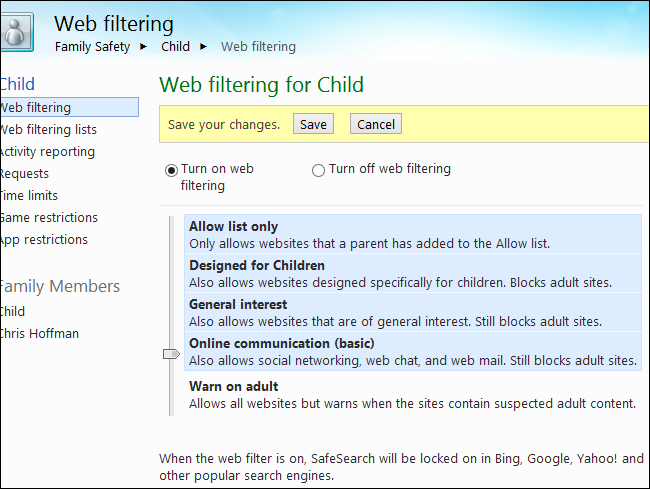 Web filtering
Family Safety ▶ Child ▶ Web filtering
Child
Web filtering
Web filtering lists
Activity reporting
Requests
Time limits
Game restrictions
App restrictions
Family Members
Child
Chris Hoffman
Web filtering for Child
Save your changes. Save Cancel
Turn on web
filtering
Turn off web filtering
Allow list only
Only allows websites that a parent has added to the Allow list.
Designed for Children
Also allows websites designed specifically for children. Blocks adult sites.
General interest
Also allows websites that are of general interest. Still blocks adult sites.
Online communication (basic)
Also allows social networking, web chat, and web mail. Still blocks adult sites.
Warn on adult
Allows all websites but warns when the sites contain suspected adult content.
When the web filter is on, SafeSearch will be locked on in Bing, Google, Yahoo! and
other popular search engines.